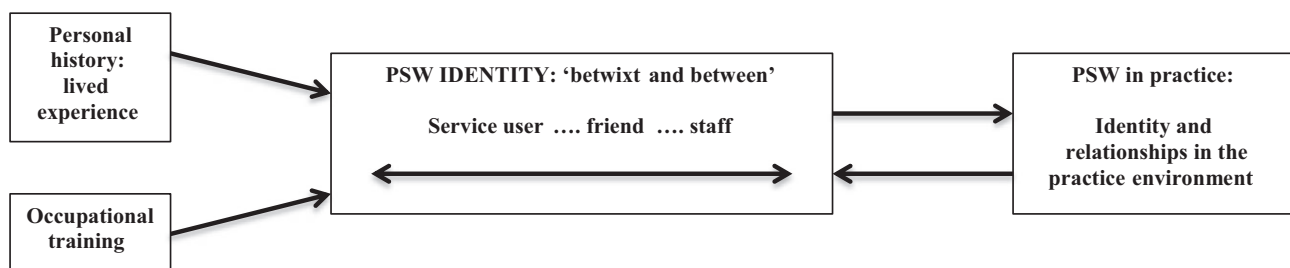 Personal
history:
lived
experience
Occupational
training
PSW IDENTITY: ‘betwixt and between’
Service user …. friend …. staff
PSW in practice:
Identity and
relationships in the
practice environment